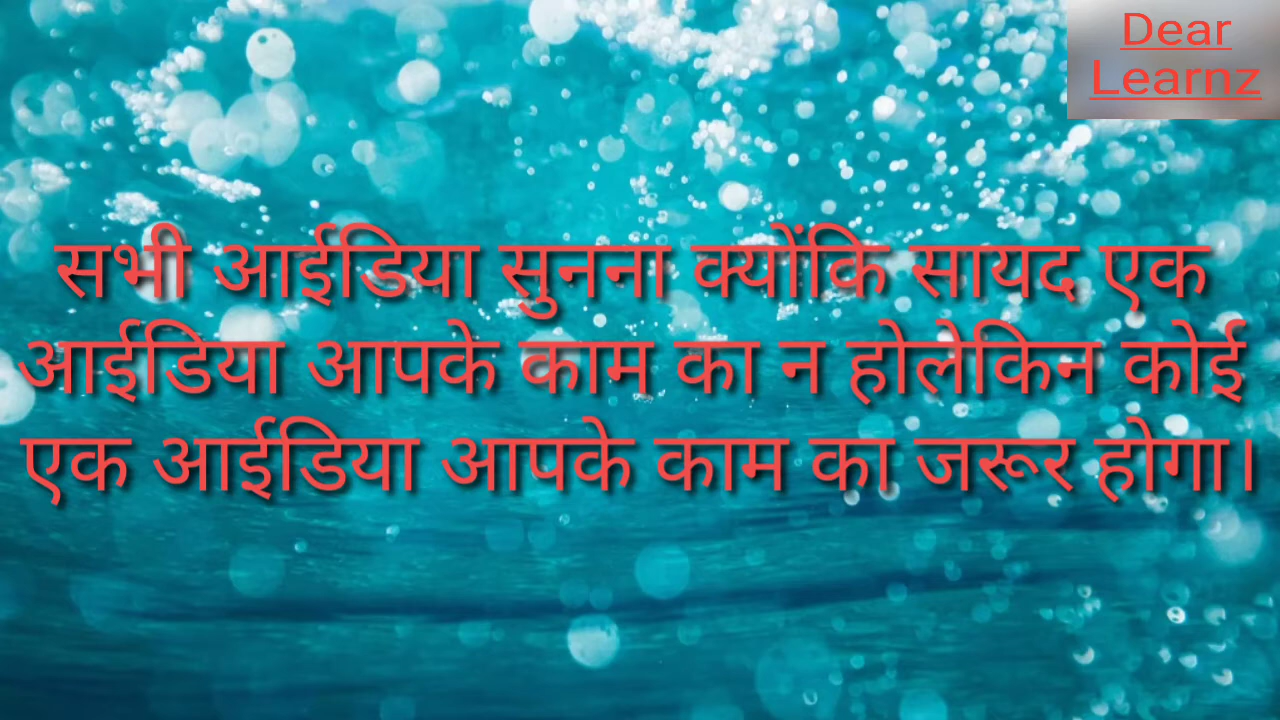 Dear
Learnz
सभी आईडिया सुनना क्योंकि सायद एक
आईडिया आपके काम का न होलेकिन कोई
एक आईडिया आपके काम का जरूर होगा।